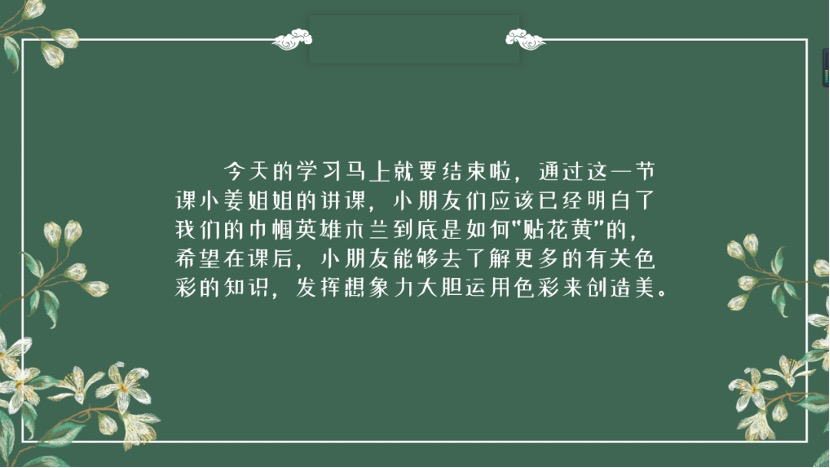 今天的学习马上就要结束啦，通过这一节
课小姜姐姐的讲课，小朋友们应该已经明白了
我们的巾帼英雄木兰到底是如何“贴花黄”的，
希望在课后，小朋友能够去了解更多的有关色
彩的知识，发挥想象力大胆运用色彩来创造美。